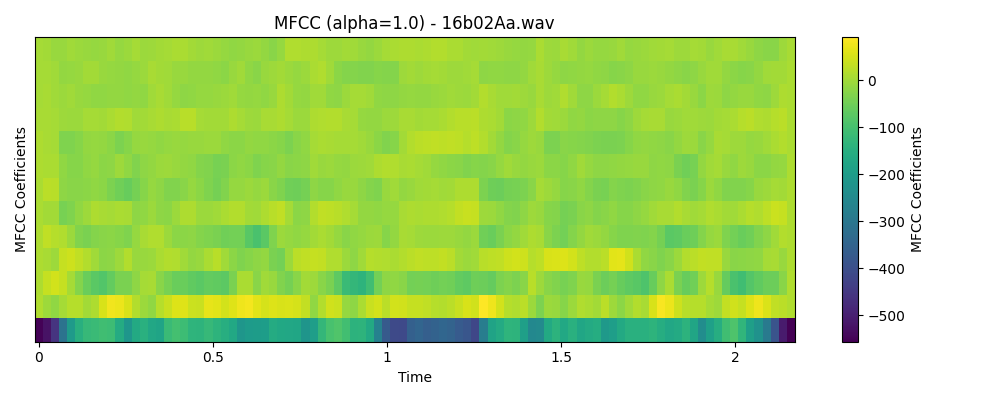 MFCC (alpha=1.0) - 16b02Aa.wav
MFCC Coefficients
0
0.5
1
1.5
2
Time
0
−100
−200
−300
−400
−500
MFCC Coefficients